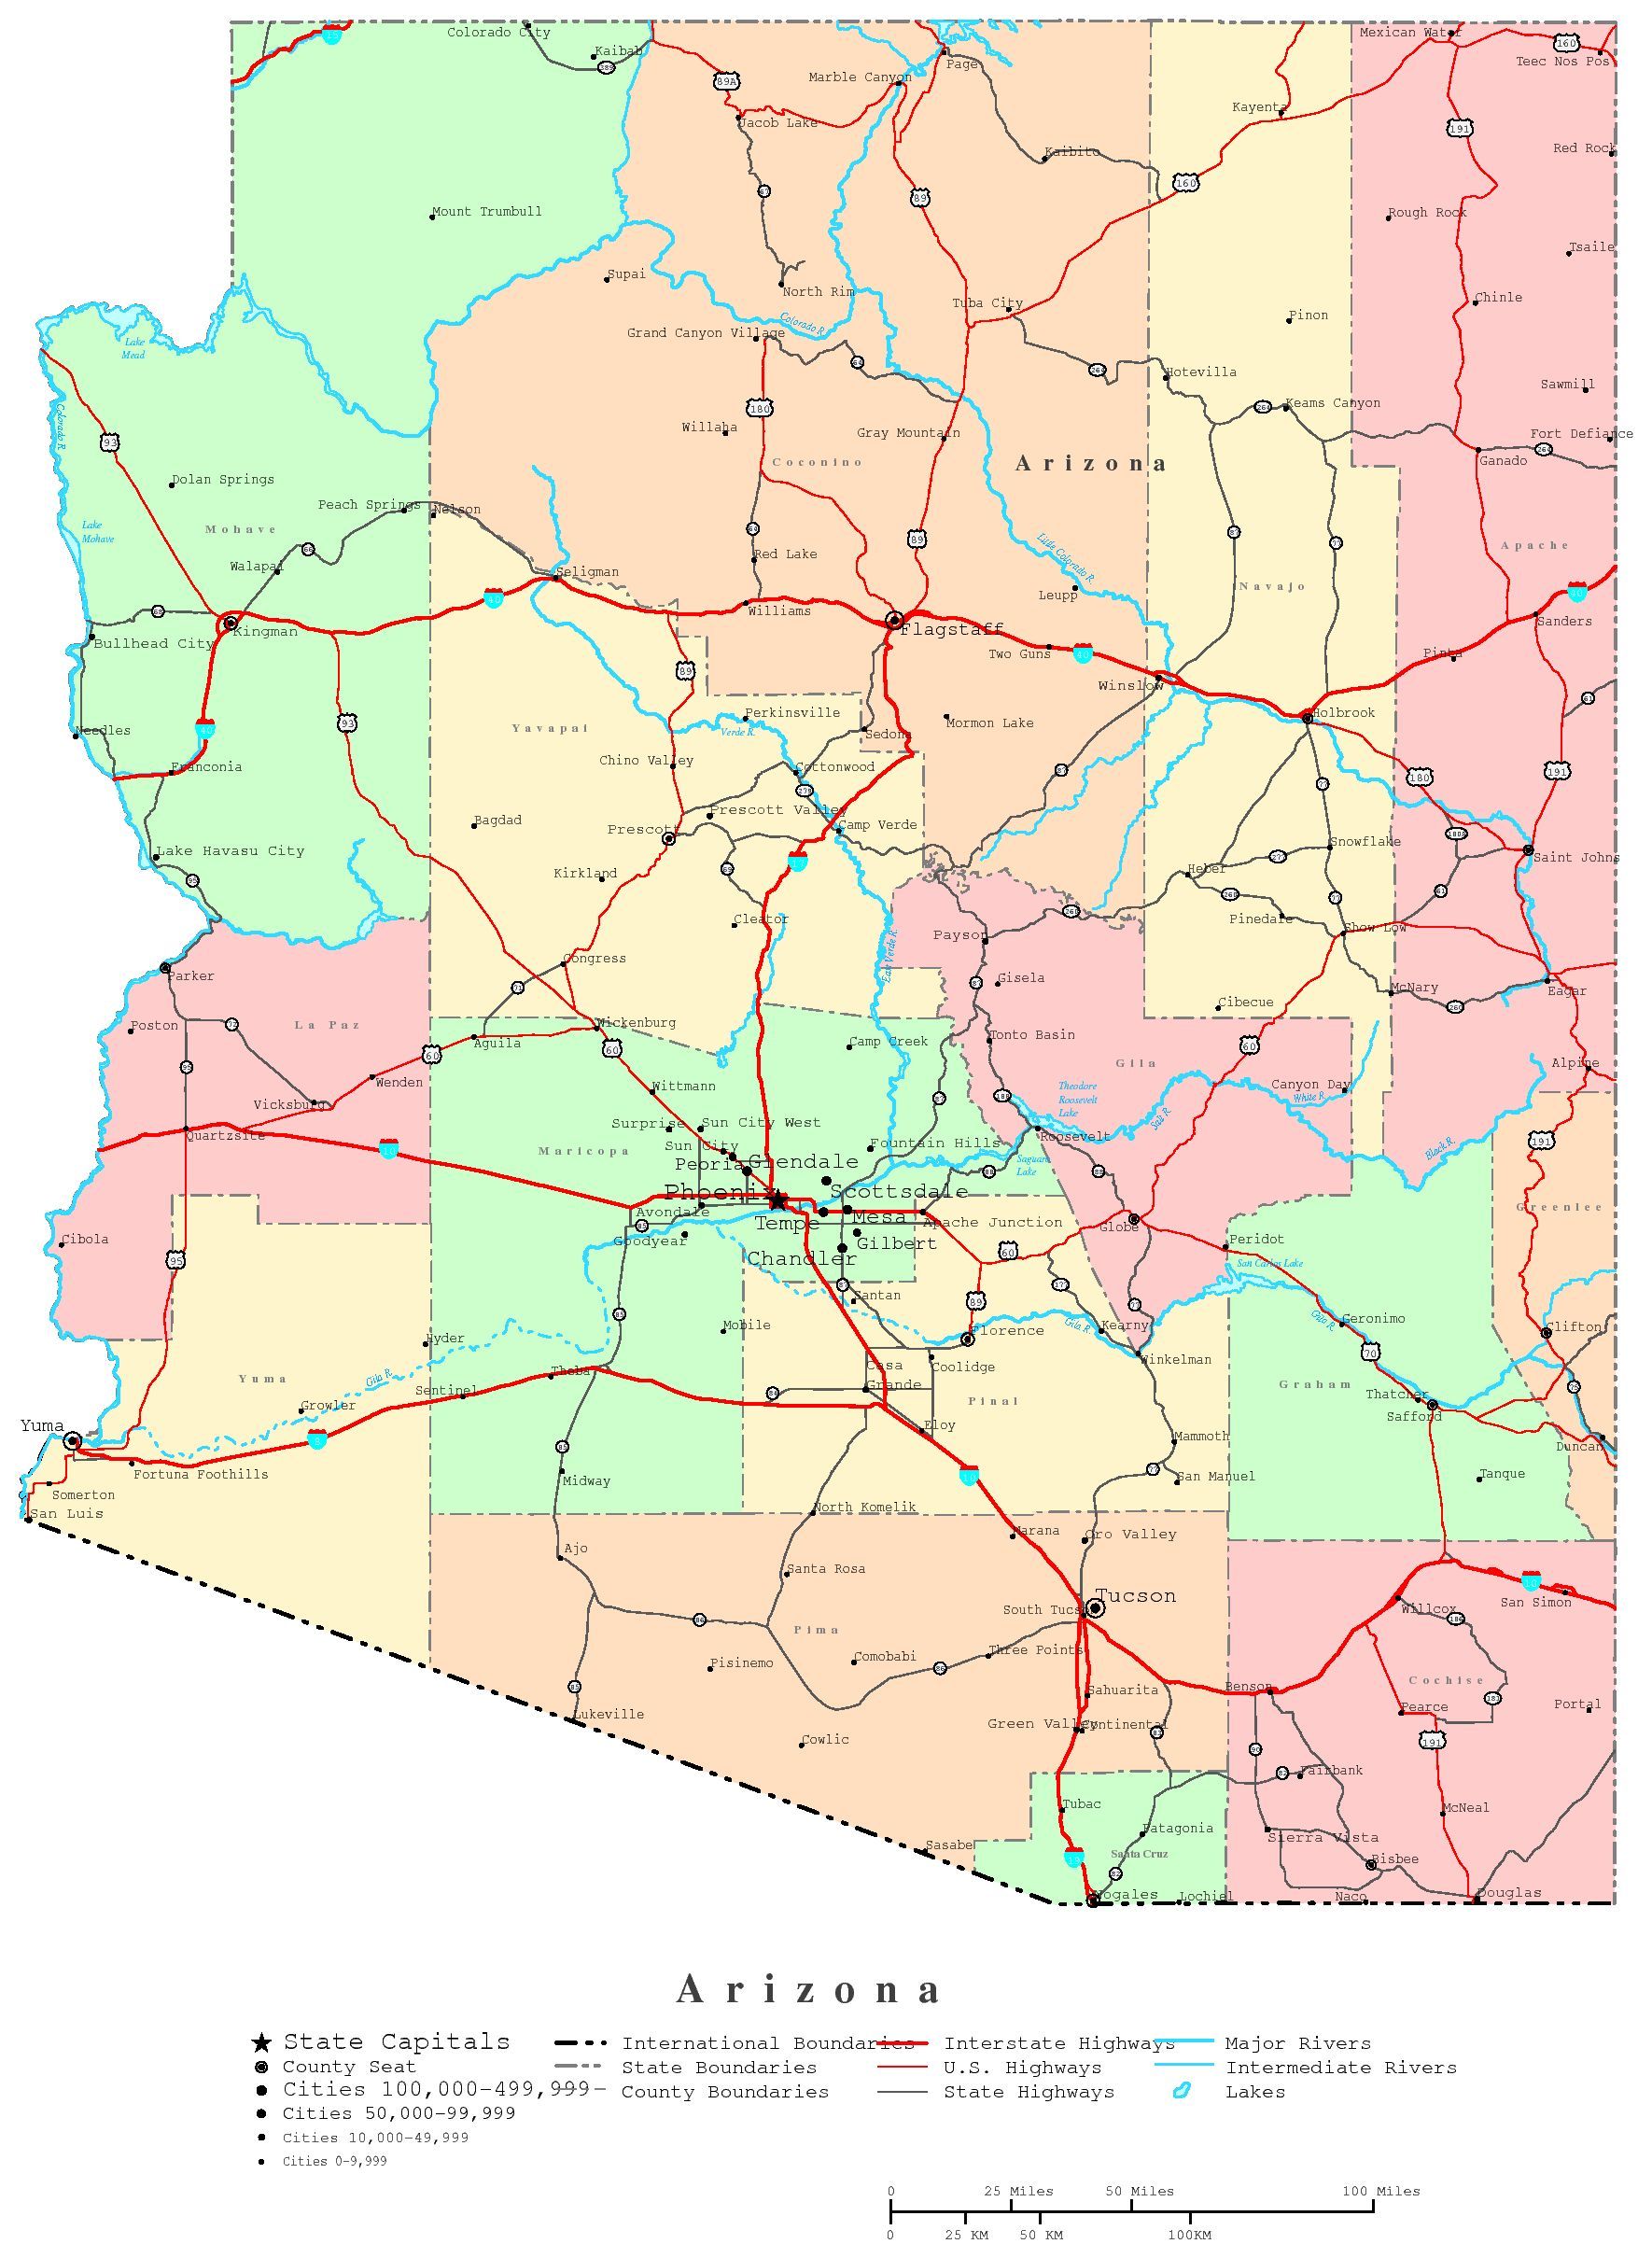 Colorado City
Kaibab
389
89A
Marble Canyon
Page
Mexican Water
160
Teec Nos Pos
Jacob Lake
Kayenta
191
Red Rock
Kaibito
160
67
89
Mount Trumbull
Rough Rock
Tsaile
Supai
North Rim
Tuba City
Chinle
Colorado R.
Pinon
Lake
Mead
Grand Canyon Village
64
264
Hotevilla
Sawmill
Colorado R.
180
264
Keams Canyon
Willaha
Gray Mountain
Fort Defiance
93
Arizona
Ganado
264
Coconino
Dolan Springs
Peach Springs
Nelson
Lake
Mohave
Mohave
64
89
87
77
Apache
66
Red Lake
Little Colorado R.
Walapai
Seligman
Navajo
40
Leupp
40
68
Williams
Sanders
Kingman
Flagstaff
Bullhead City
Two Guns
40
Pinta
Winslow
89
61
Perkinsville
Mormon Lake
Holbrook
Needles
93
Yavapai
Verde R.
Sedona
Franconia
Chino Valley
Cottonwood
87
180
191
77
279
Prescott Valley
Bagdad
Prescott
Camp Verde
180A
Snowflake
Lake Havasu City
277
Saint Johns
Kirkland
69
Heber
95
260
77
61
Cleator
260
Pinedale
Show Low
Payson
East Verde R.
Congress
Parker
Gisela
71
87
McNary
Eagar
Cibecue
260
Poston
72
La Paz
Wickenburg
Tonto Basin
Aguila
60
60
Camp Creek
60
Gila
Alpine
95
Wenden
Wittmann
Theodore
Roosevelt
Lake
Canyon Day
White R.
Vicksburg
87
188
Salt R.
Surprise
Sun City West
Quartzsite
Roosevelt
191
Sun City
Fountain Hills
Black R.
10
Maricopa
Peoria
Glendale
Saguaro
Lake
88
88
Phoenix
Scottsdale
Avondale
Mesa
Greenlee
85
Tempe
Apache Junction
Globe
Cibola
Goodyear
Gilbert
Peridot
95
Chandler
60
San Carlos Lake
87
177
Santan
89
77
85
Mobile
Gila R.
Kearny
Gila R.
Geronimo
Hyder
Florence
Clifton
Winkelman
70
Casa
Grande
Coolidge
Yuma
Gila R.
Theba
Graham
75
Sentinel
84
Pinal
Thatcher
Growler
Safford
Yuma
Eloy
8
85
Mammoth
Duncan
Fortuna Foothills
10
77
San Manuel
Tanque
Midway
Somerton
San Luis
North Komelik
Marana
Oro Valley
Ajo
Santa Rosa
10
Tucson
San Simon
South Tucson
Willcox
86
186
Pima
Three Points
Pisinemo
Comobabi
86
Cochise
85
Sahuarita
Benson
181
Lukeville
Pearce
Portal
Green Valley
Continental
83
191
Cowlic
90
82
Fairbank
Tubac
McNeal
Patagonia
Sierra Vista
Sasabe
Santa Cruz
19
82
Bisbee
Nogales
Lochiel
Naco
Douglas
Arizona
State Capitals
International Boundaries
Interstate Highways
Major Rivers
County Seat
State Boundaries
U.S. Highways
Intermediate Rivers
Cities 100,000-499,999
County Boundaries
State Highways
Lakes
Cities 50,000-99,999
Cities 10,000-49,999
Cities 0-9,999
0 25 Miles 50 Miles 100 Miles
0 25 KM 50 KM 100KM